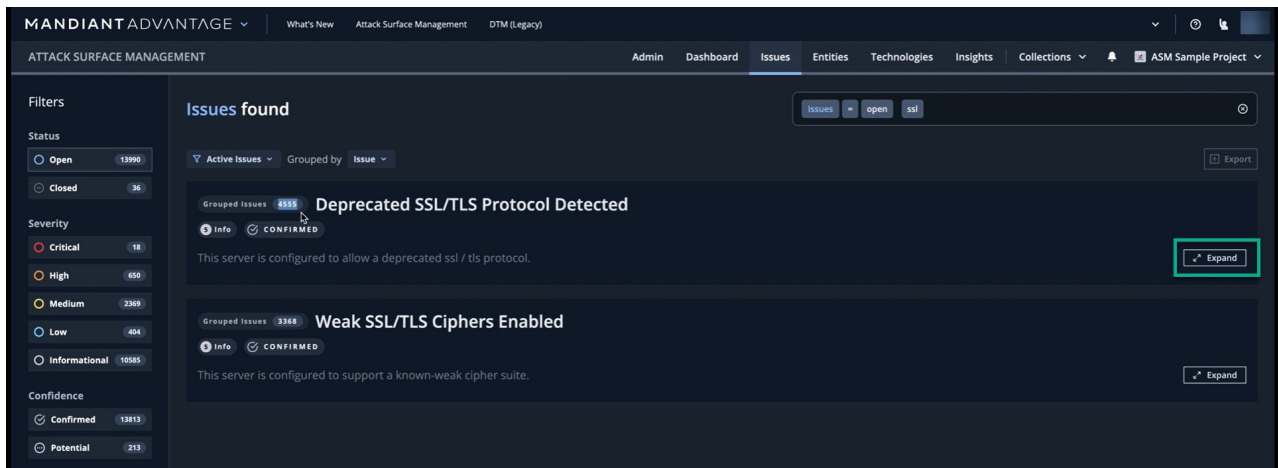 MANDIANT ADVANTAGE What's New Attack Surface Management DTM (Legacy)
ATTACK SURFACE MANAGEMENT Admin Dashboard Issues Entities Technologies Insights Collections ASM Sample Project
Filters
Status
Open 13990
Closed 36
Severity
Critical 18
High 650
Medium 2369
Low 404
Informational 10585
Confidence
Confirmed 13813
Potential 213
Issues found
Issues = open ssl
Active Issues Grouped by Issue
Export
Grouped Issues 4555 Deprecated SSL/TLS Protocol Detected
5 Info CONFIRMED
This server is configured to allow a deprecated ssl / tls protocol.
Expand
Grouped Issues 3368 Weak SSL/TLS Ciphers Enabled
5 Info CONFIRMED
This server is configured to support a known-weak cipher suite.
Expand